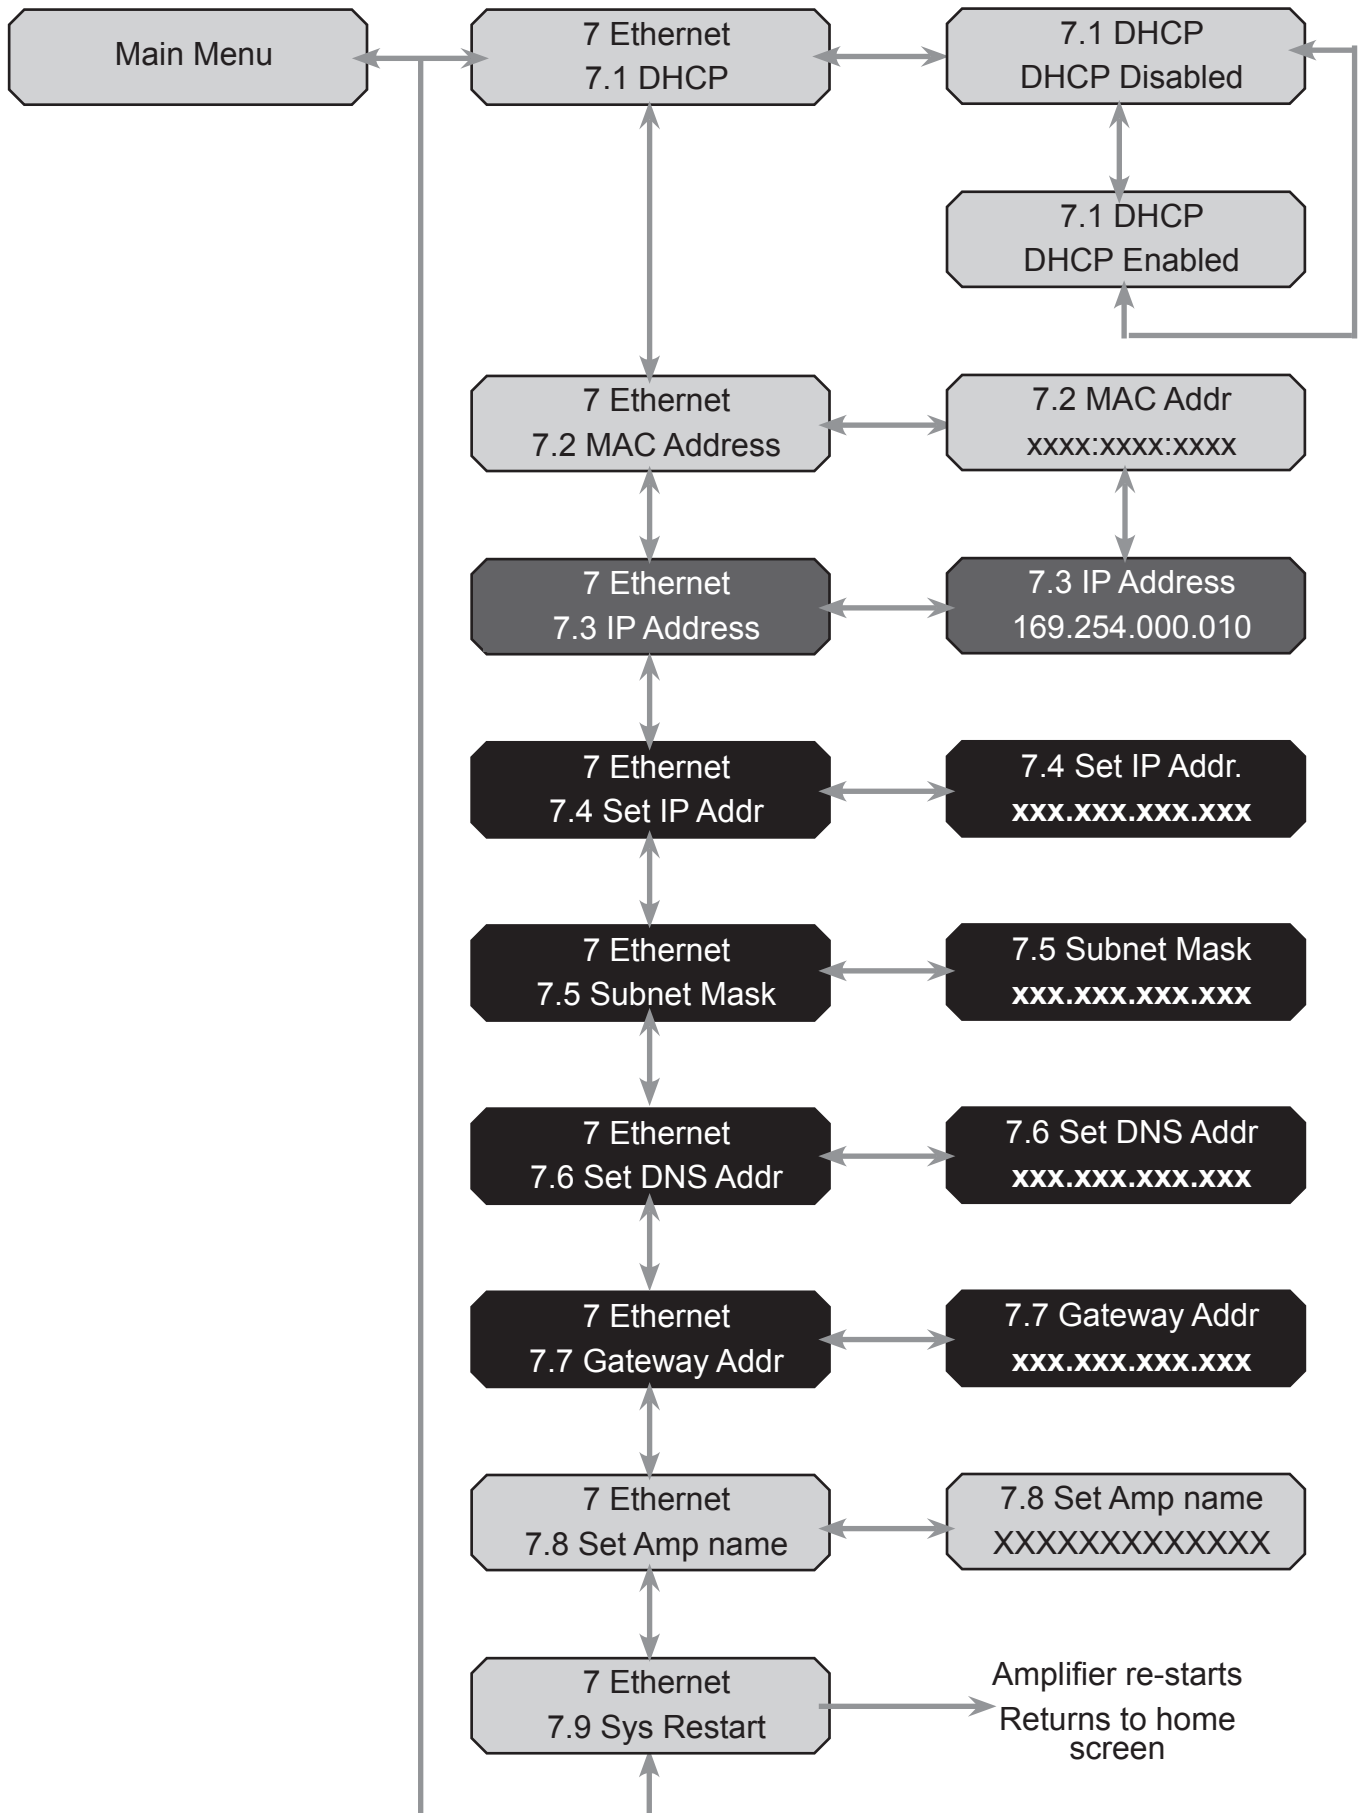 Main Menu
7 Ethernet
7.1 DHCP
7.1 DHCP
DHCP Disabled
7.1 DHCP
DHCP Enabled
7 Ethernet
7.2 MAC Address
7.2 MAC Addr
xxxx:xxxx:xxxx
7 Ethernet
7.3 IP Address
7.3 IP Address
169.254.000.010
7 Ethernet
7.4 Set IP Addr
7.4 Set IP Addr.
xxx.xxx.xxx.xxx
7 Ethernet
7.5 Subnet Mask
7.5 Subnet Mask
xxx.xxx.xxx.xxx
7 Ethernet
7.6 Set DNS Addr
7.6 Set DNS Addr
xxx.xxx.xxx.xxx
7 Ethernet
7.7 Gateway Addr
7.7 Gateway Addr
xxx.xxx.xxx.xxx
7 Ethernet
7.8 Set Amp name
7.8 Set Amp name
XXXXXXXXXXXXX
7 Ethernet
7.9 Sys Restart
Amplifier re-starts
Returns to home
screen